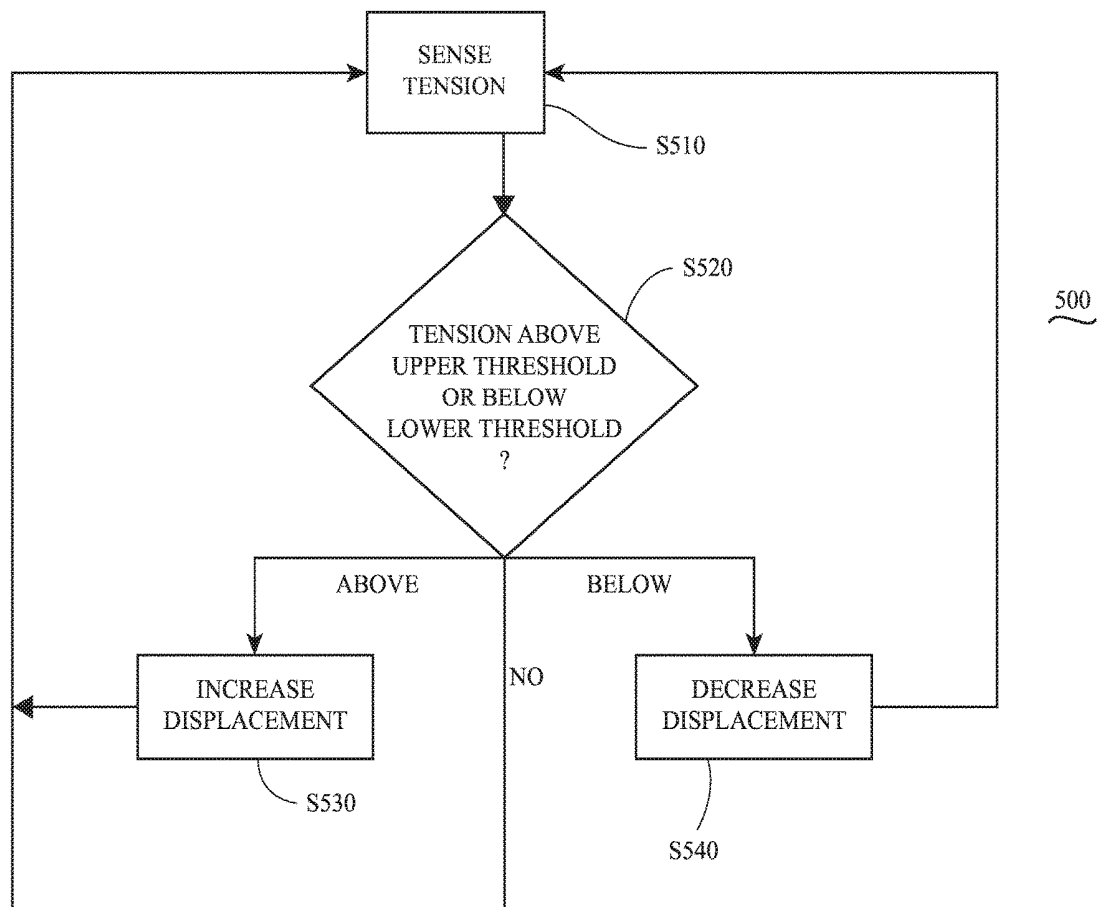 SENSE
TENSION
S510
S520
500
TENSION ABOVE
UPPER THRESHOLD
OR BELOW
LOWER THRESHOLD
?
ABOVE
BELOW
NO
INCREASE
DISPLACEMENT
DECREASE
DISPLACEMENT
S530
S540